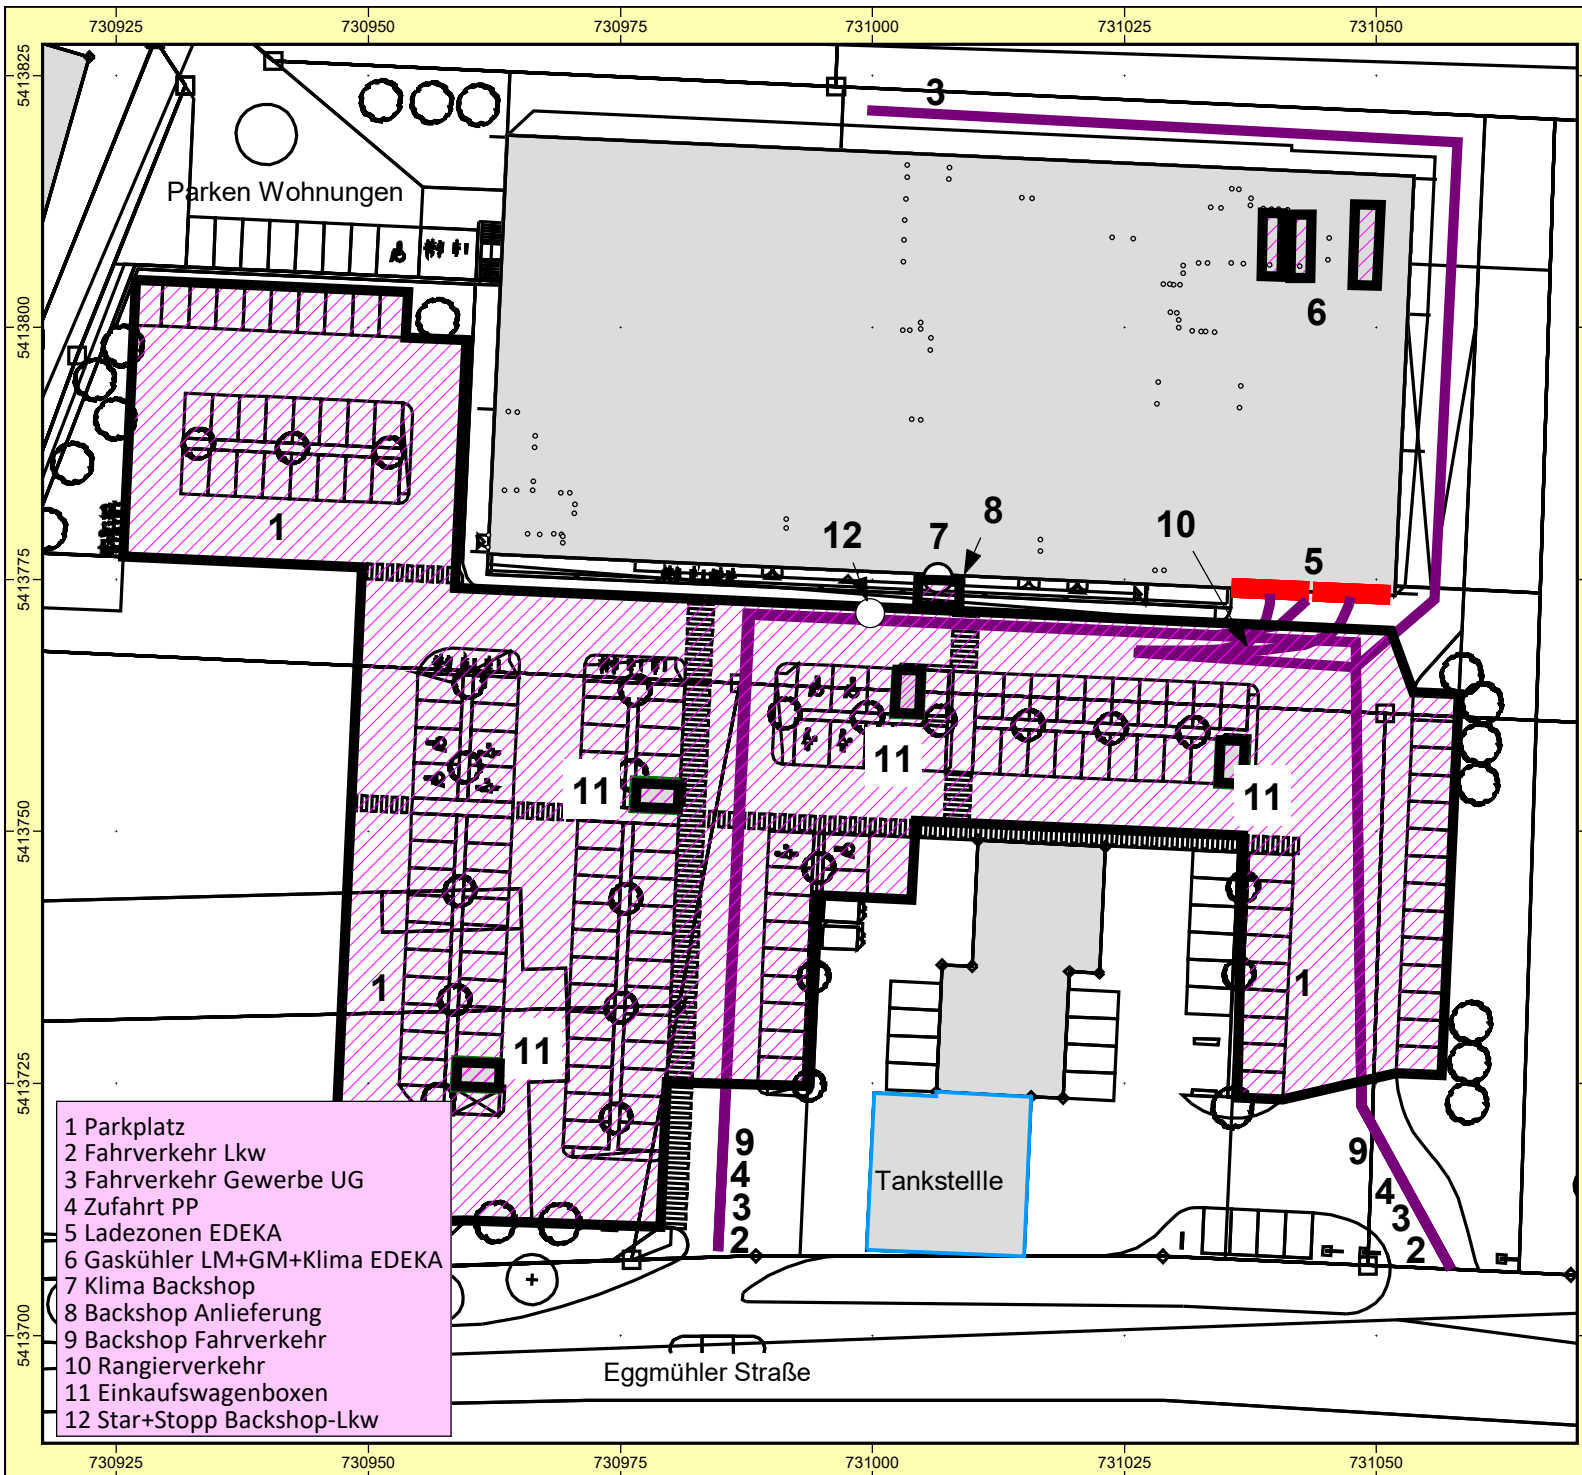 730925 730950 730975 731000 731025 731050
5413825
3
Parken Wohnungen
6
5413800
1
12 7 8 10 5
5413775
11 11 11
5413750
1 1
11
5413725
1 Parkplatz
2 Fahrverkehr Lkw
3 Fahrverkehr Gewerbe UG
4 Zufahrt PP
5 Ladezonen EDEKA
6 Gaskühler LM+GM+Klima EDEKA
7 Klima Backshop
8 Backshop Anlieferung
9 Backshop Fahrverkehr
10 Rangierverkehr
11 Einkaufswagenboxen
12 Star+Stopp Backshop-Lkw
9
4
3
2
Tankstellle
9
4
3
2
5413700
Eggmühler Straße
730925 730950 730975 731000 731025 731050